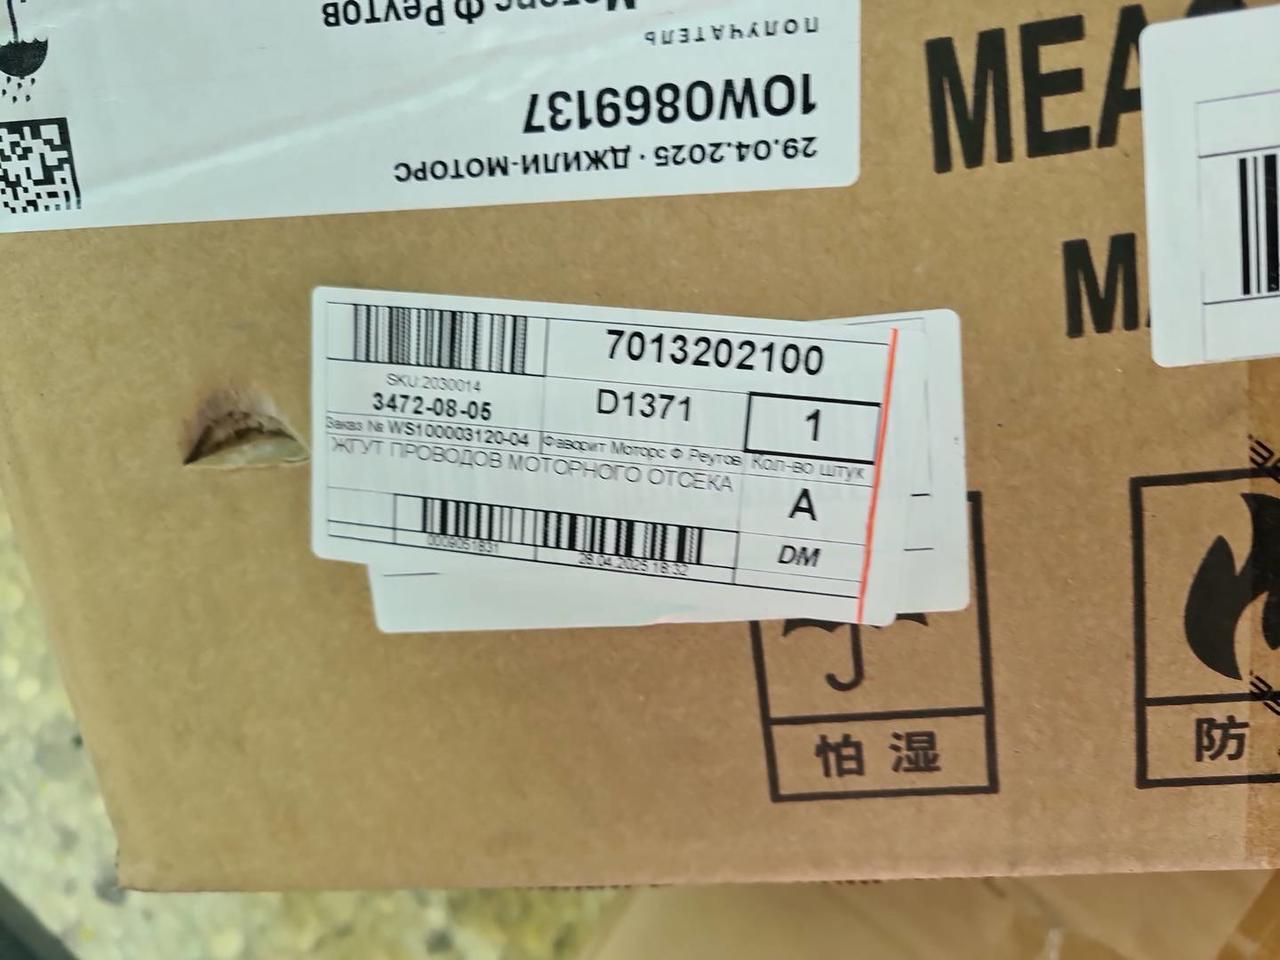 Моторс Ф Реутов
ПОЛУЧАТЕЛЬ
10W0869137
29.04.2025 · ДЖИЛИ-МОТОРС
7013202100
SKU:2030014
3472-08-05
D1371
1
Заказ № WS100003120-04
Фаворит Моторс Ф Реутов
Кол-во штук
ЖГУТ ПРОВОДОВ МОТОРНОГО ОТСЕКА
A
0009051831
28.04.2025 18:32
DM
怕湿
防